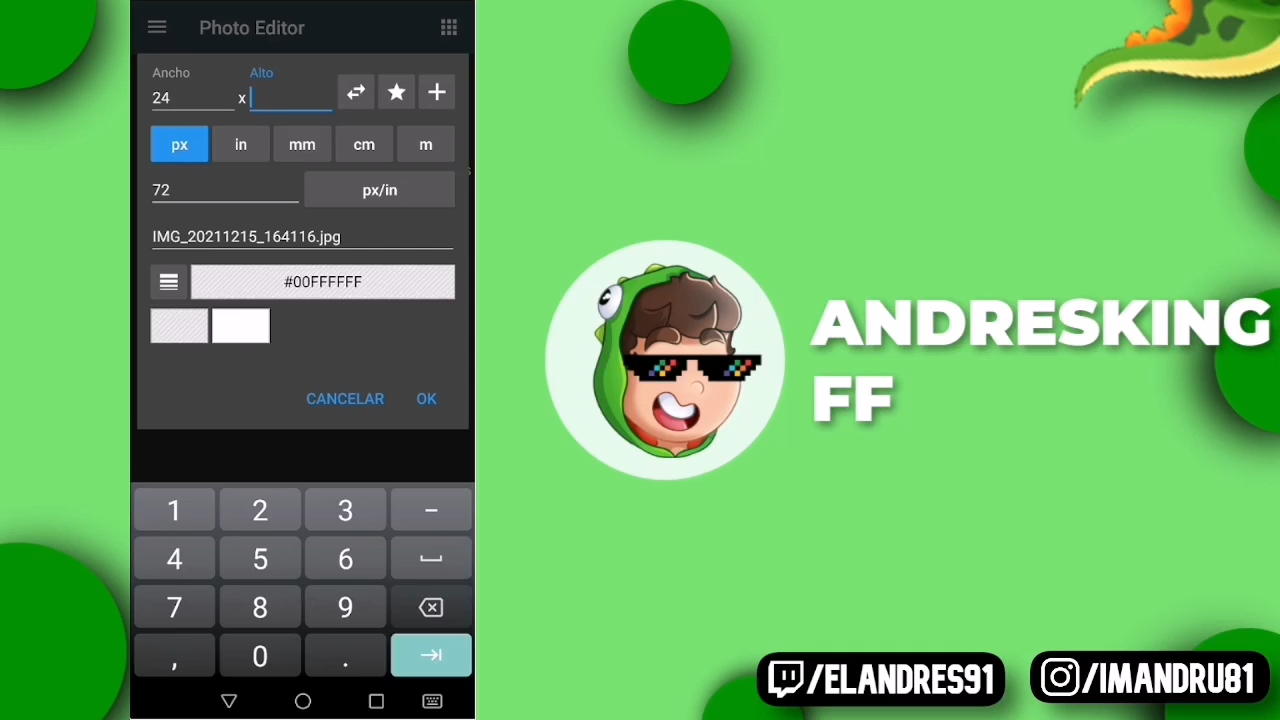 Photo Editor
Ancho Alto
24 x
px in mm cm m
72 px/in
IMG_20211215_164116.jpg
#00FFFFFF
CANCELAR OK
1 2 3 -
4 5 6
7 8 9
, 0 .
ANDRESKING
FF
/ELANDRES91
/IMANDRU81